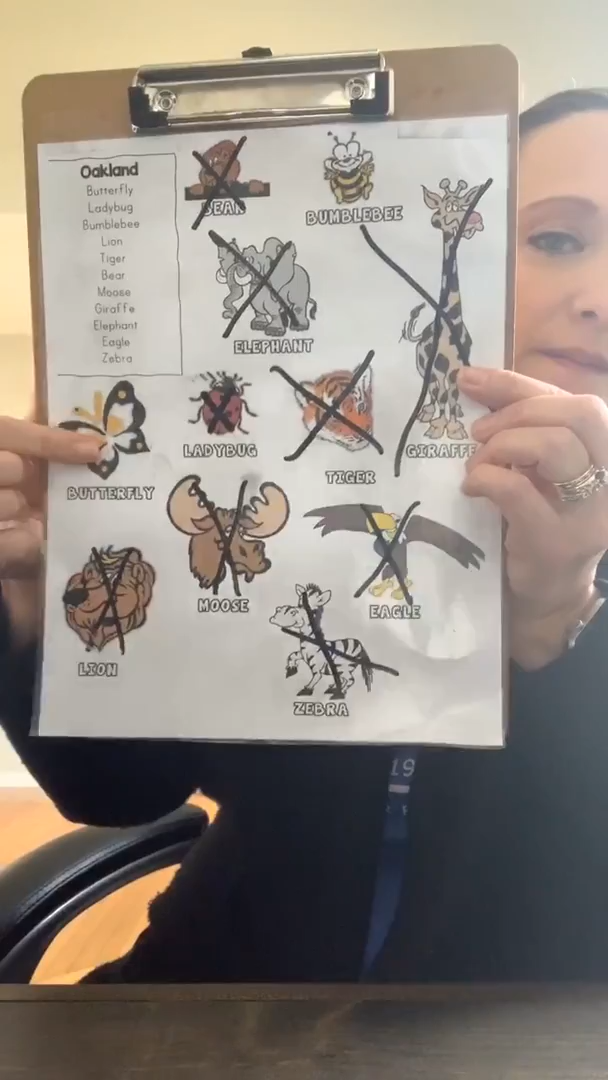 Oakland
Butterfly
Ladybug
Bumblebee
Lion
Tiger
Bear
Moose
Giraffe
Elephant
Eagle
Zebra
BEAR
BUMBLEBEE
ELEPHANT
LADYBUG
TIGER
GIRAFFE
BUTTERFLY
MOOSE
EAGLE
LION
ZEBRA
19